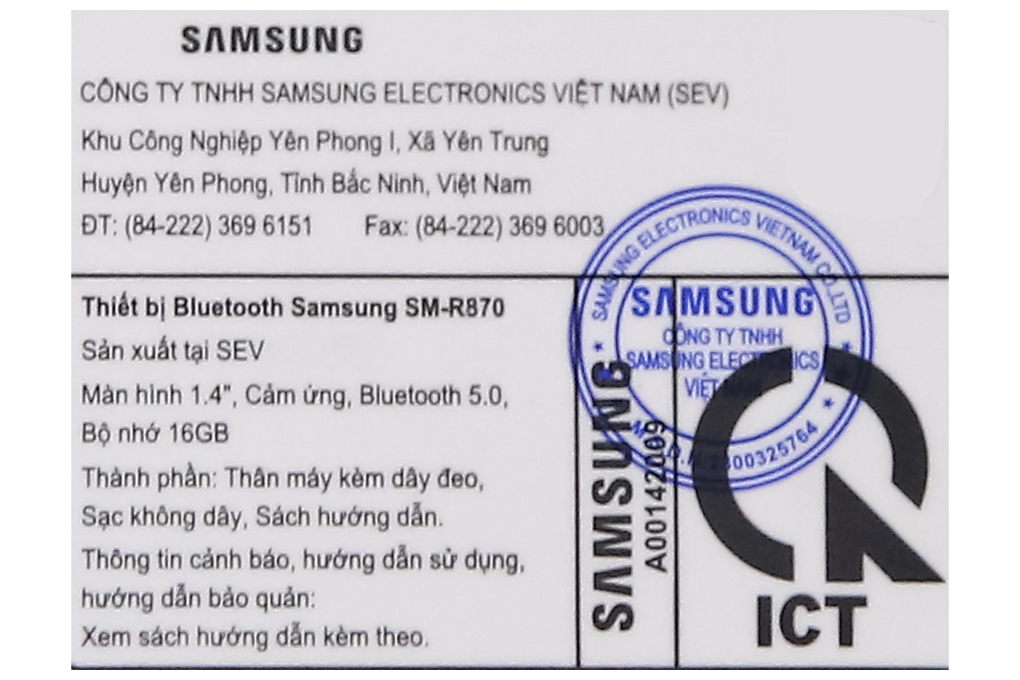 SAMSUNG
CÔNG TY TNHH SAMSUNG ELECTRONICS VIỆT NAM (SEV)
Khu Công Nghiệp Yên Phong I, Xã Yên Trung
Huyện Yên Phong, Tỉnh Bắc Ninh, Việt Nam
ĐT: (84-222) 369 6151 Fax: (84-222) 369 6003
Thiết bị Bluetooth Samsung SM-R870
Sản xuất tại SEV
Màn hình 1.4", Cảm ứng, Bluetooth 5.0,
Bộ nhớ 16GB
Thành phần: Thân máy kèm dây đeo,
Sạc không dây, Sách hướng dẫn.
Thông tin cảnh báo, hướng dẫn sử dụng,
hướng dẫn bảo quản:
Xem sách hướng dẫn kèm theo.
SAMSUNG
A00142009
SAMSUNG ELECTRONICS VIETNAM CO.,LTD
SAMSUNG
CÔNG TY TNHH
SAMSUNG ELECTRONICS
VIỆT NAM
2300325764
ICT